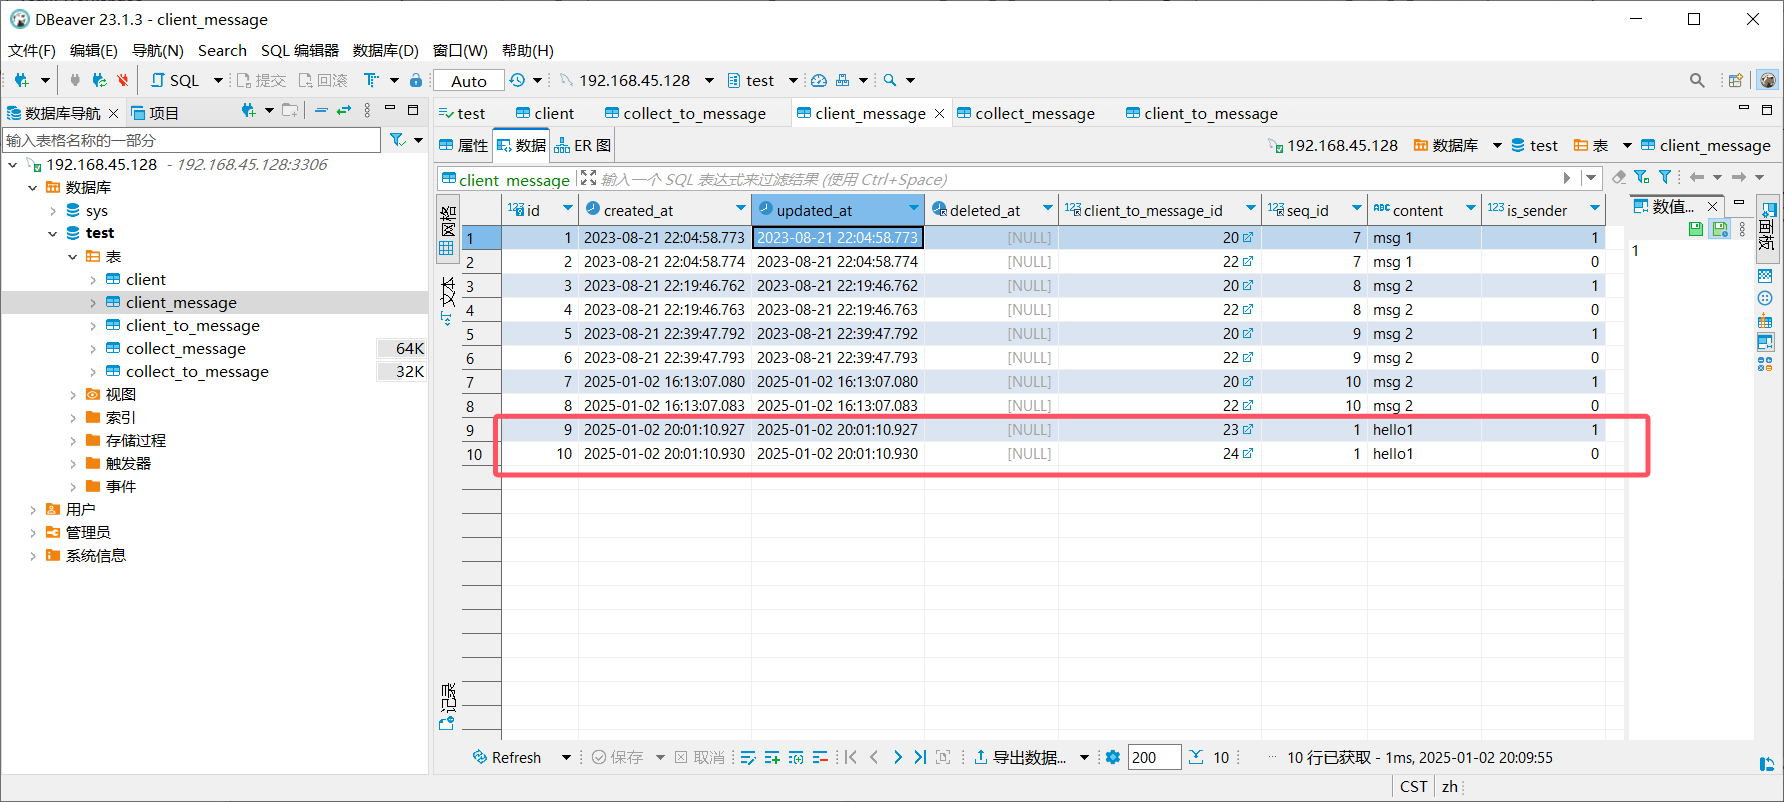 DBeaver 23.1.3 - client_message
文件(F) 编辑(E) 导航(N) Search SQL 编辑器 数据库(D) 窗口(W) 帮助(H)
SQL 提交 回滚 Auto 192.168.45.128 test
数据库导航 项目
test client collect_to_message client_message collect_message client_to_message
输入表格名称的一部分
属性 数据 ER 图 192.168.45.128 数据库 test 表 client_message
192.168.45.128 - 192.168.45.128:3306
数据库
sys
test
表
client
client_message
client_to_message
collect_message 64K
collect_to_message 32K
视图
索引
存储过程
触发器
事件
用户
管理员
系统信息
client_message 输入一个 SQL 表达式来过滤结果 (使用 Ctrl+Space)
网格
文本
记录
123 id created_at updated_at deleted_at 123 client_to_message_id 123 seq_id ABC content 123 is_sender
1 1 2023-08-21 22:04:58.773 2023-08-21 22:04:58.773 [NULL] 20 7 msg 1 1
2 2 2023-08-21 22:04:58.774 2023-08-21 22:04:58.774 [NULL] 22 7 msg 1 0
3 3 2023-08-21 22:19:46.762 2023-08-21 22:19:46.762 [NULL] 20 8 msg 2 1
4 4 2023-08-21 22:19:46.763 2023-08-21 22:19:46.763 [NULL] 22 8 msg 2 0
5 5 2023-08-21 22:39:47.792 2023-08-21 22:39:47.792 [NULL] 20 9 msg 2 1
6 6 2023-08-21 22:39:47.793 2023-08-21 22:39:47.793 [NULL] 22 9 msg 2 0
7 7 2025-01-02 16:13:07.080 2025-01-02 16:13:07.080 [NULL] 20 10 msg 2 1
8 8 2025-01-02 16:13:07.083 2025-01-02 16:13:07.083 [NULL] 22 10 msg 2 0
9 9 2025-01-02 20:01:10.927 2025-01-02 20:01:10.927 [NULL] 23 1 hello1 1
10 10 2025-01-02 20:01:10.930 2025-01-02 20:01:10.930 [NULL] 24 1 hello1 0
数值...
1
面板
Refresh 保存 取消 导出数据... 200 10 ... 10 行已获取 - 1ms, 2025-01-02 20:09:55
CST zh